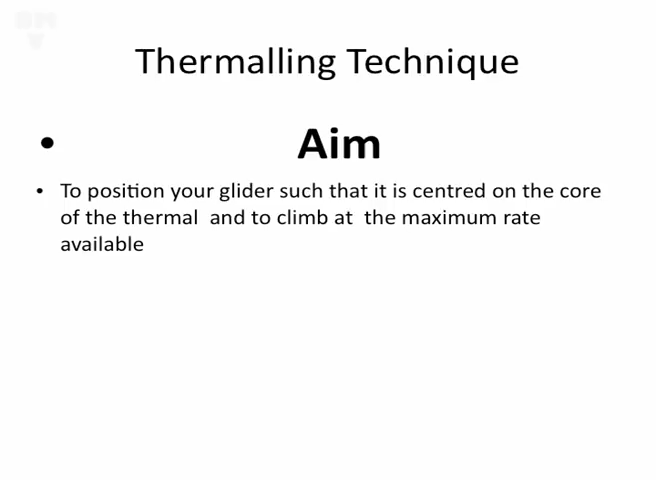 Thermalling Technique
• Aim
• To position your glider such that it is centred on the core
of the thermal  and to climb at  the maximum rate
available